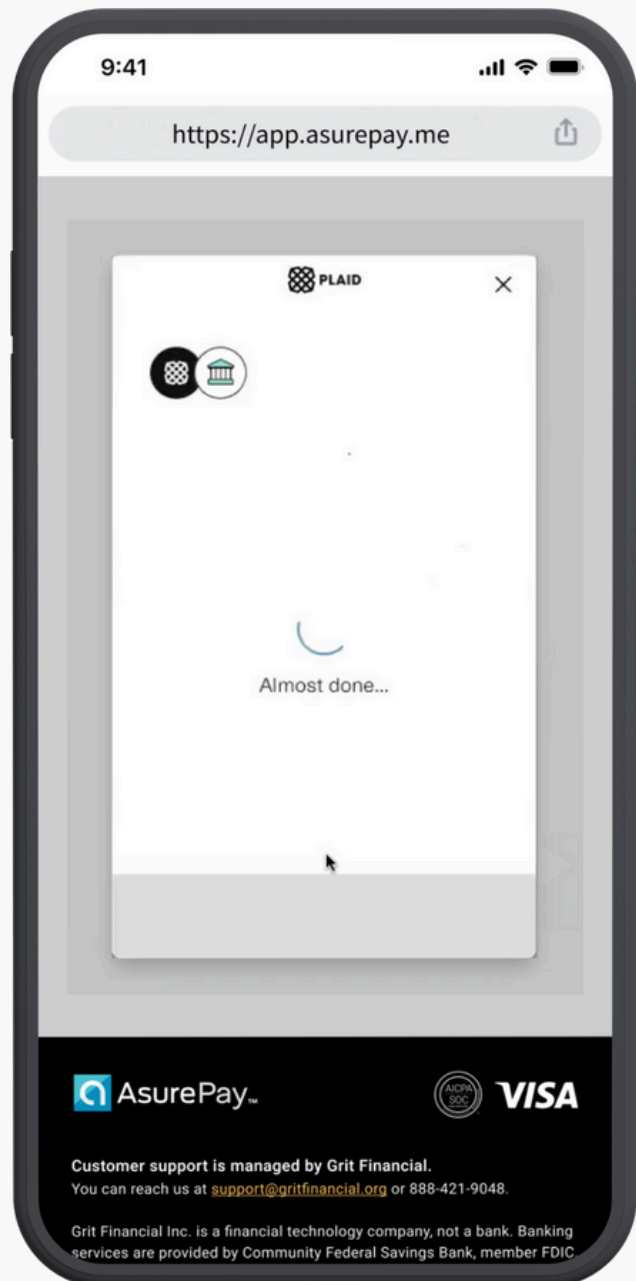 9:41
https://app.asurepay.me
PLAID
Almost done...
AsurePay™
AICPA
SOC
VISA
Customer support is managed by Grit Financial.
You can reach us at support@gritfinancial.org or 888-421-9048.
Grit Financial Inc. is a financial technology company, not a bank. Banking
services are provided by Community Federal Savings Bank, member FDIC.